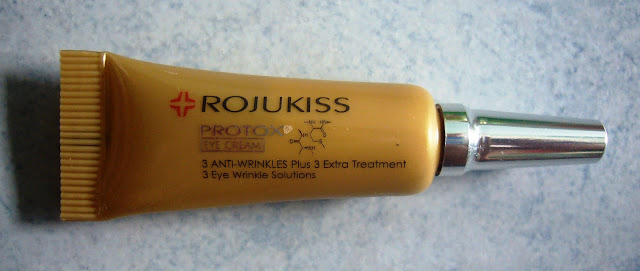 ROJUKISS
PROTOX
EYE CREAM
3 ANTI-WRINKLES Plus 3 Extra Treatment
3 Eye Wrinkle Solutions